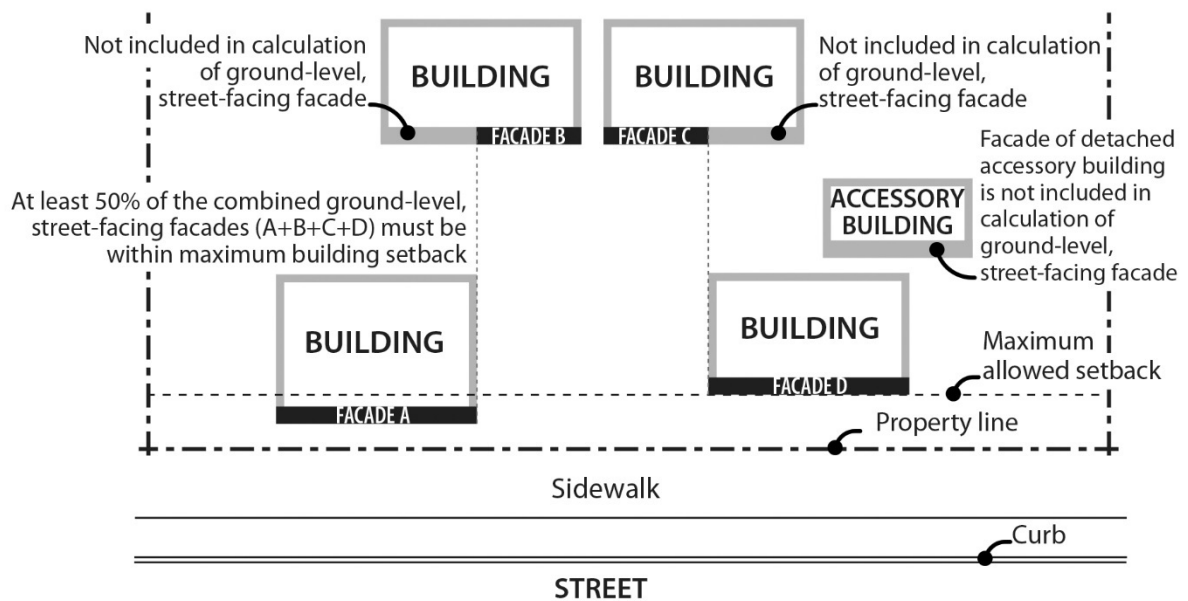 Not included in calculation
of ground-level,
street-facing facade
BUILDING
FACADE B
BUILDING
FACADE C
Not included in calculation
of ground-level,
street-facing facade
Facade of detached
accessory building
is not included in
calculation of
ground-level,
street-facing facade
ACCESSORY
BUILDING
At least 50% of the combined ground-level,
street-facing facades (A+B+C+D) must be
within maximum building setback
BUILDING
FACADE A
BUILDING
FACADE D
Maximum
allowed setback
Property line
Sidewalk
Curb
STREET